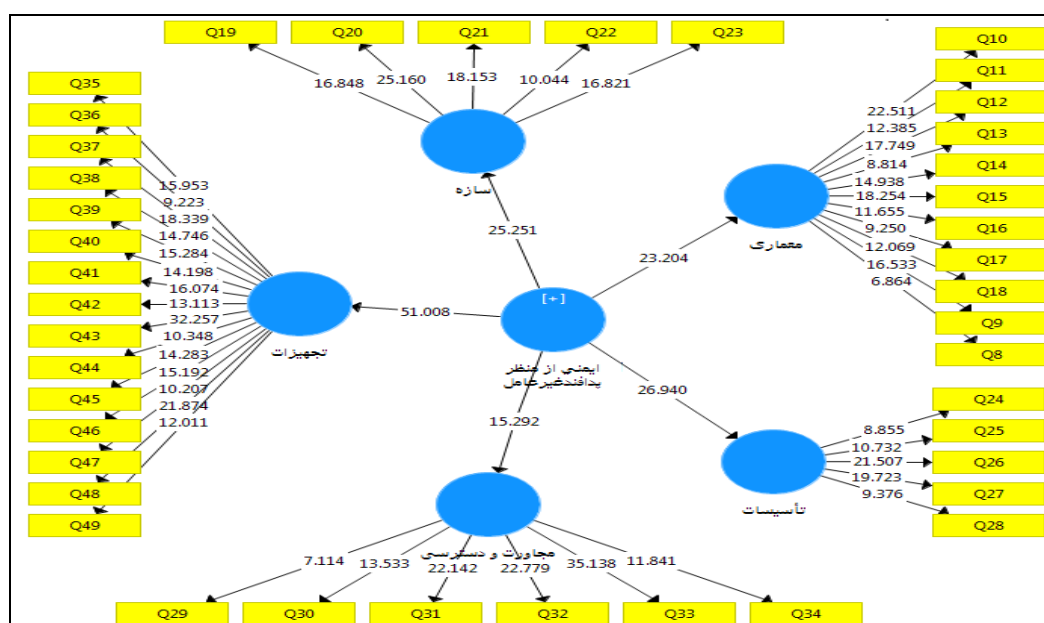 Q19
Q20
Q21
Q22
Q23
16.848
25.160
18.153
10.044
16.821
سازه
Q10
Q11
Q12
Q13
Q14
Q15
Q16
Q17
Q18
Q9
Q8
22.511
12.385
17.749
8.814
14.938
18.254
11.655
9.250
12.069
16.533
6.864
معماری
Q35
Q36
Q37
Q38
Q39
Q40
Q41
Q42
Q43
Q44
Q45
Q46
Q47
Q48
Q49
15.953
9.223
18.339
14.746
15.284
14.198
16.074
13.113
32.257
10.348
14.283
15.192
10.207
21.874
12.011
تجهیزات
25.251
23.204
51.008
[+]
ایمنی از منظر
پدافندغیرعامل
26.940
15.292
Q24
Q25
Q26
Q27
Q28
8.855
10.732
21.507
19.723
9.376
تأسیسات
مجاورت و دسترسی
7.114
13.533
22.142
22.779
35.138
11.841
Q29
Q30
Q31
Q32
Q33
Q34